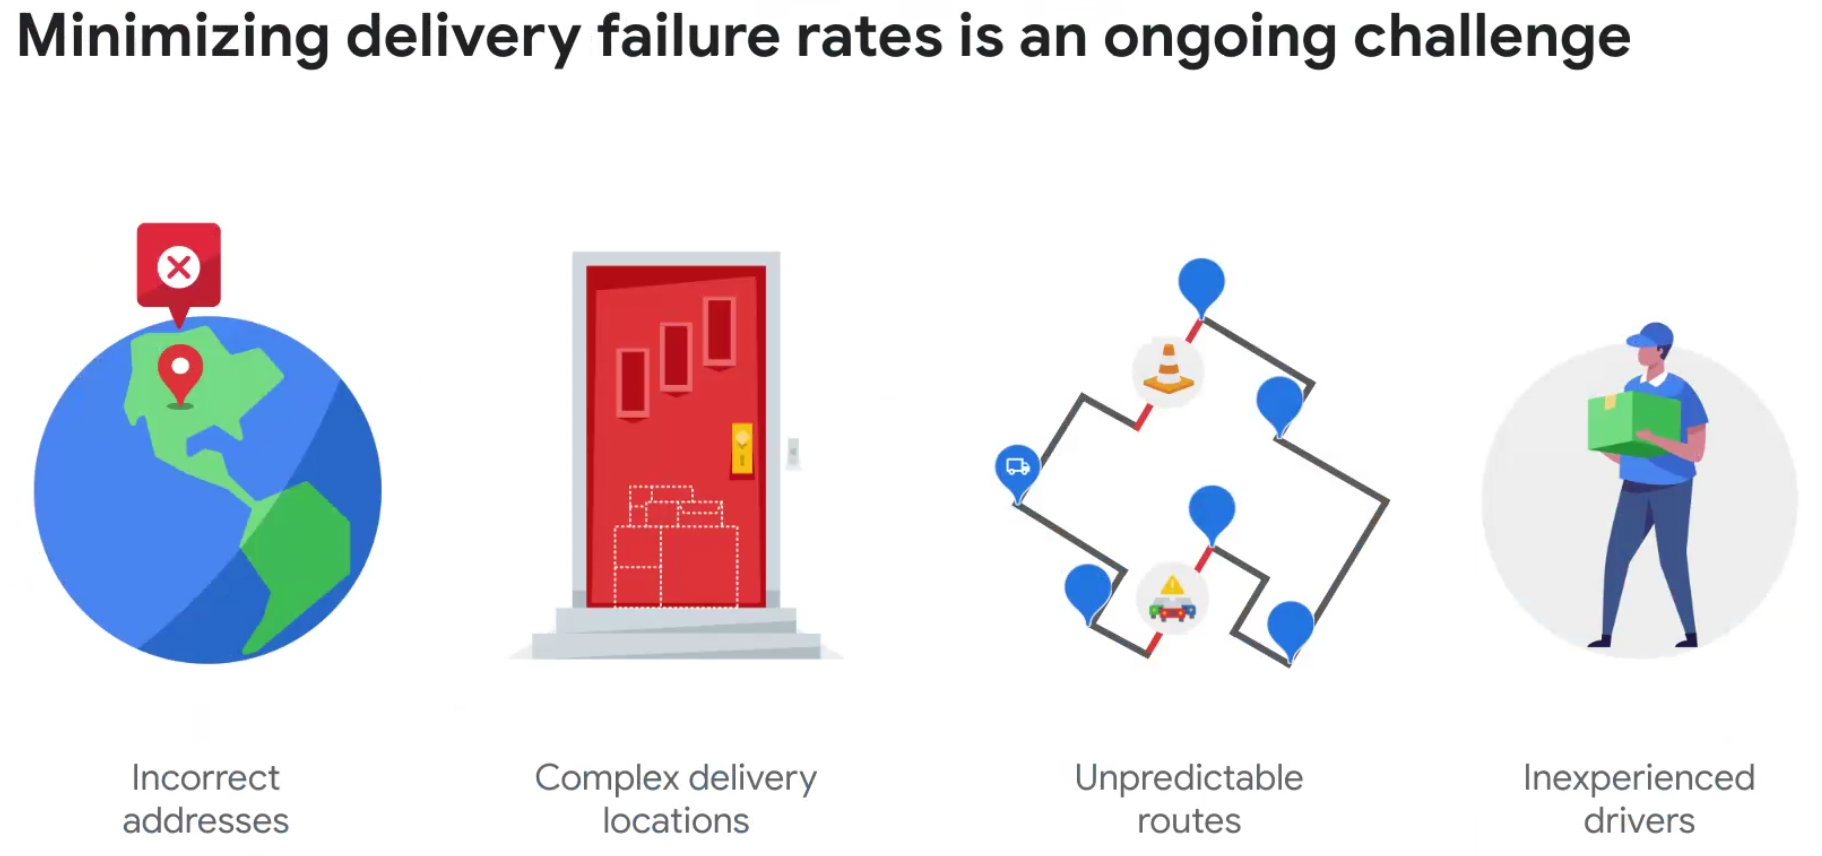 Minimizing delivery failure rates is an ongoing challenge
Incorrect
addresses
Complex delivery
locations
Unpredictable
routes
Inexperienced
drivers